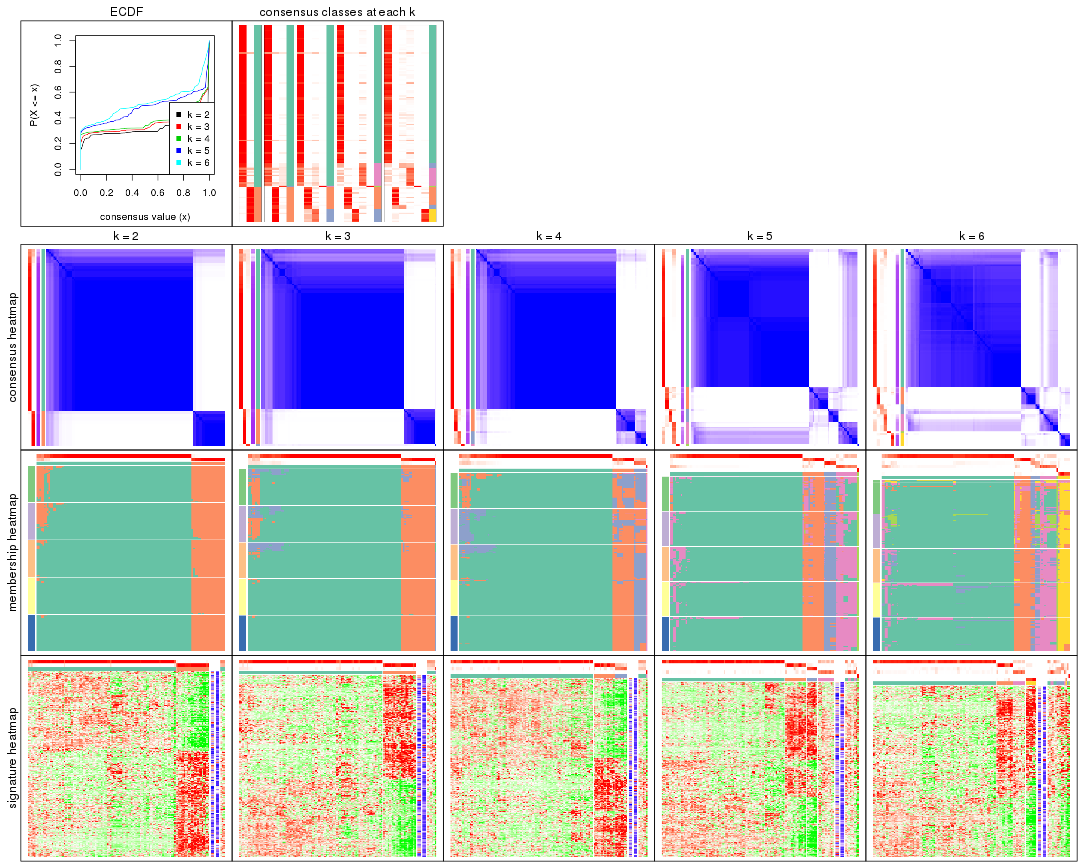 ECDF
consensus classes at each k
P(X <= x)
0.0 0.2 0.4 0.6 0.8 1.0
k = 2
k = 3
k = 4
k = 5
k = 6
0.0 0.2 0.4 0.6 0.8 1.0
consensus value (x)
k = 2 k = 3 k = 4 k = 5 k = 6
consensus heatmap
membership heatmap
signature heatmap